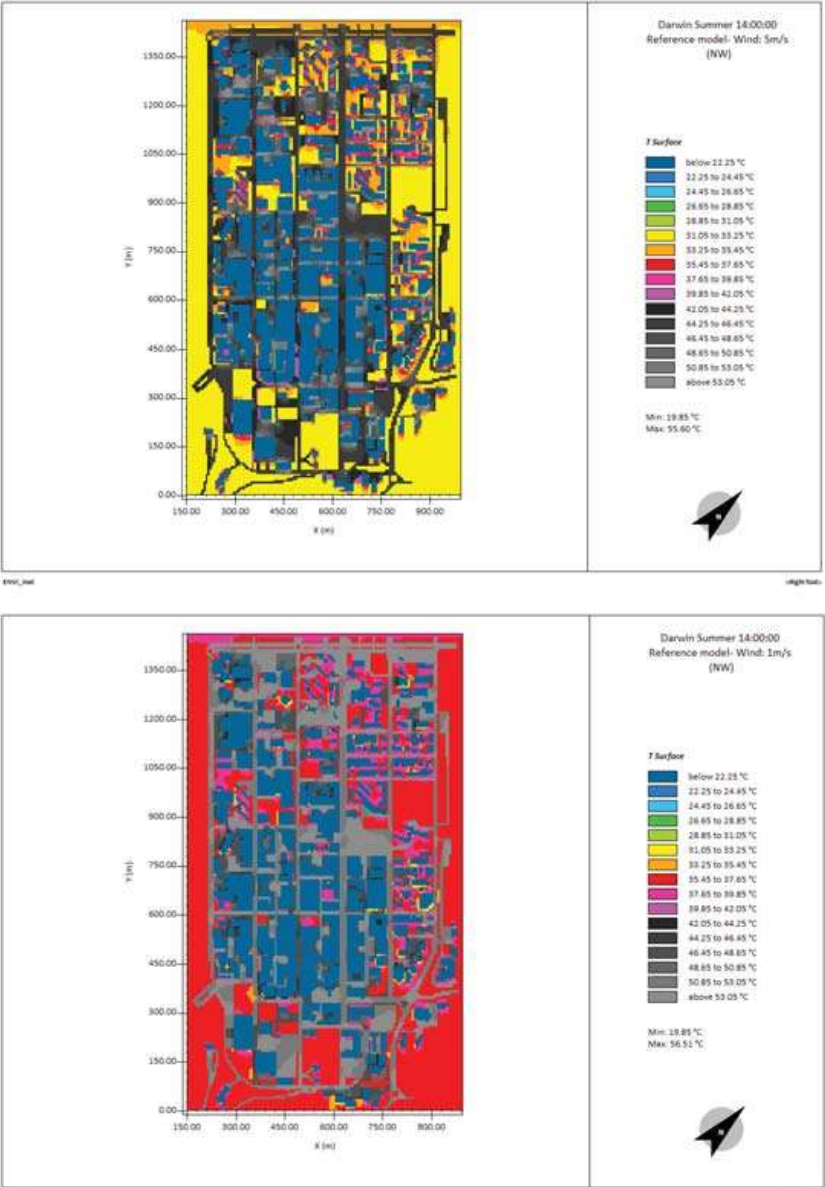 Darwin Summer 14:00:00
Reference model- Wind: 5m/s
(NW)
T Surface
below 22.25 °C
22.25 to 24.45 °C
24.45 to 26.65 °C
26.65 to 28.85 °C
28.85 to 31.05 °C
31.05 to 33.25 °C
33.25 to 35.45 °C
35.45 to 37.65 °C
37.65 to 39.85 °C
39.85 to 42.05 °C
42.05 to 44.25 °C
44.25 to 46.45 °C
46.45 to 48.65 °C
48.65 to 50.85 °C
50.85 to 53.05 °C
above 53.05 °C
Min: 19.85 °C
Max: 55.60 °C
N
1350.00
1200.00
1050.00
900.00
750.00
600.00
450.00
300.00
150.00
0.00
Y (m)
150.00 300.00 450.00 600.00 750.00 900.00
X (m)
<Right foot>
Darwin Summer 14:00:00
Reference model- Wind: 1m/s
(NW)
T Surface
below 22.25 °C
22.25 to 24.45 °C
24.45 to 26.65 °C
26.65 to 28.85 °C
28.85 to 31.05 °C
31.05 to 33.25 °C
33.25 to 35.45 °C
35.45 to 37.65 °C
37.65 to 39.85 °C
39.85 to 42.05 °C
42.05 to 44.25 °C
44.25 to 46.45 °C
46.45 to 48.65 °C
48.65 to 50.85 °C
50.85 to 53.05 °C
above 53.05 °C
Min: 19.85 °C
Max: 56.51 °C
N
1350.00
1200.00
1050.00
900.00
750.00
600.00
450.00
300.00
150.00
0.00
Y (m)
150.00 300.00 450.00 600.00 750.00 900.00
X (m)